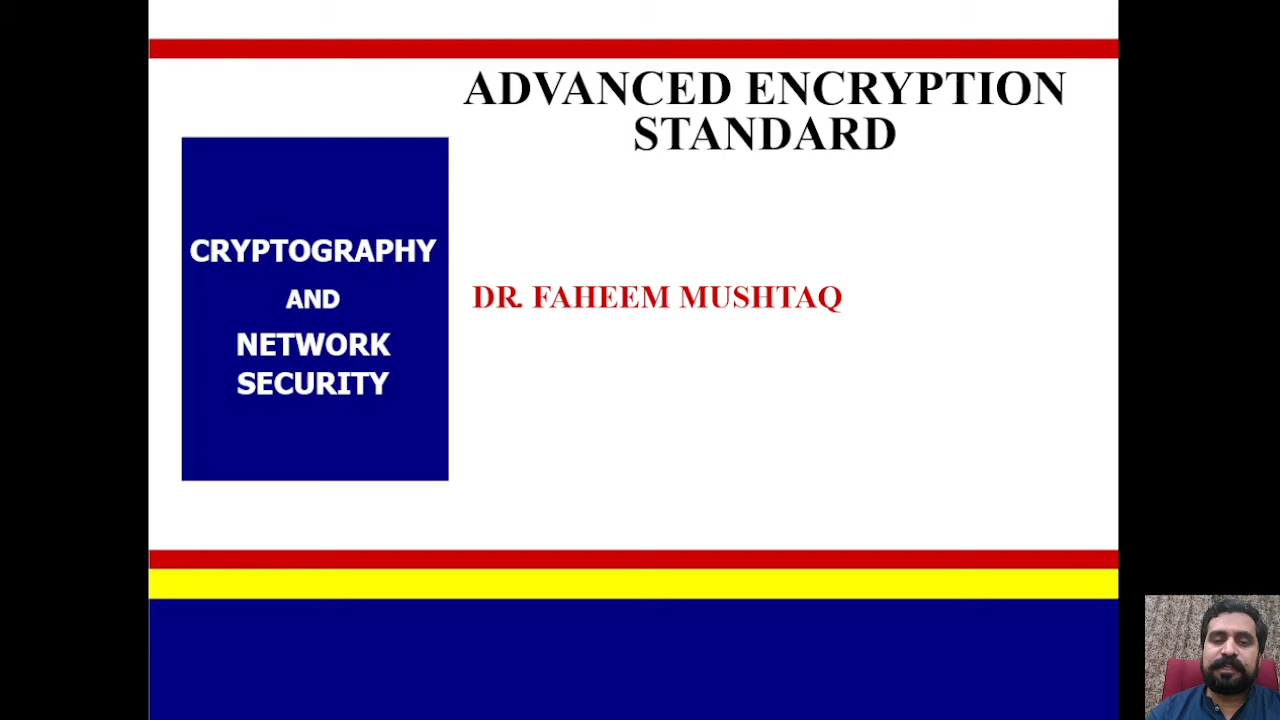 ADVANCED ENCRYPTION
STANDARD
CRYPTOGRAPHY
AND
NETWORK
SECURITY
DR. FAHEEM MUSHTAQ